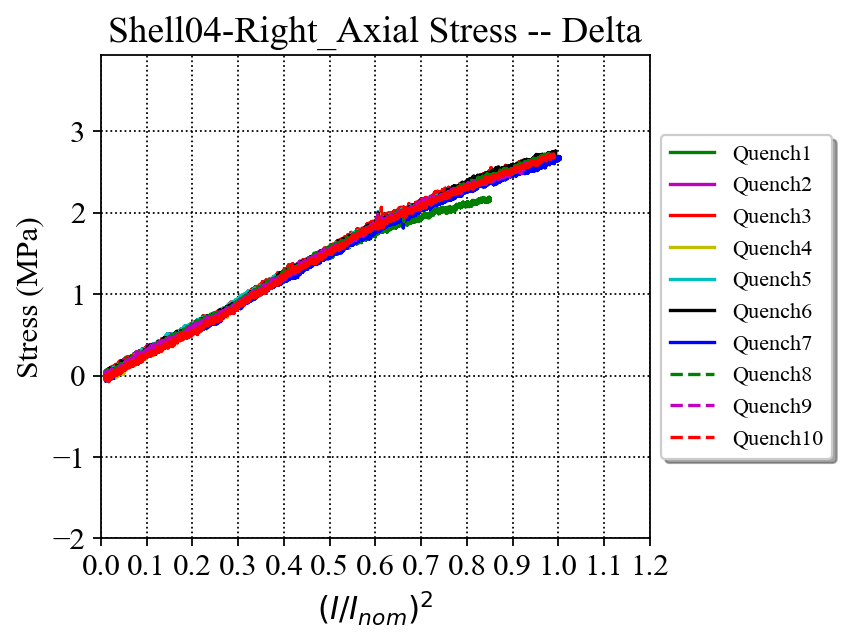 Shell04-Right_Axial Stress -- Delta
Stress (MPa)
3
2
1
0
−1
−2
0.0 0.1 0.2 0.3 0.4 0.5 0.6 0.7 0.8 0.9 1.0 1.1 1.2
(I/I_nom)^2
Quench1
Quench2
Quench3
Quench4
Quench5
Quench6
Quench7
Quench8
Quench9
Quench10